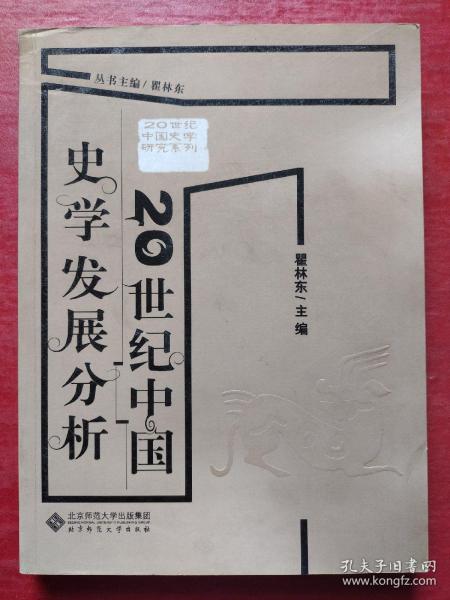 丛书主编/瞿林东
20世纪
中国史学
研究系列
20世纪中国
史学发展分析
瞿林东/主编
北京师范大学出版集团
BEIJING NORMAL UNIVERSITY PUBLISHING GROUP
北京师范大学出版社
孔夫子旧书网
www.kongfz.com